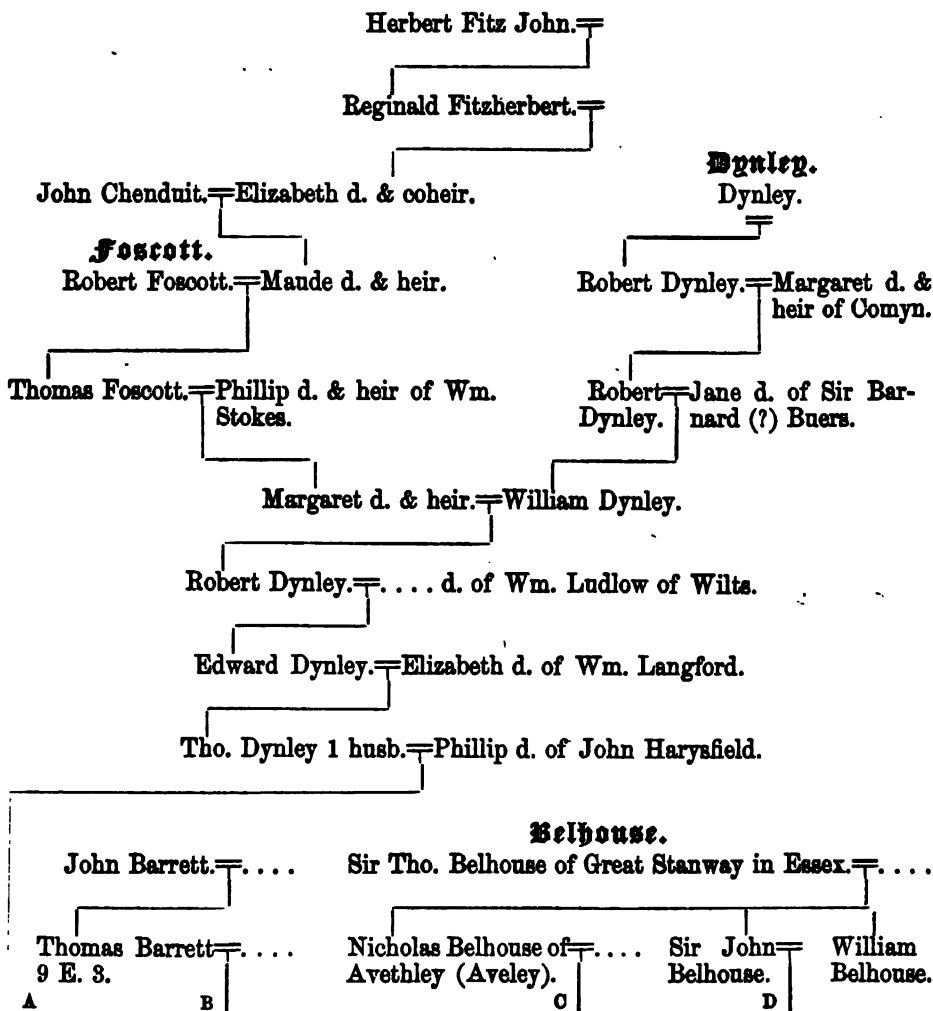 Herbert Fitz John.
Reginald Fitzherbert.
Dynley.
John Chenduit. Elizabeth d. & coheir. Dynley.
Foscott.
Robert Foscott. Maude d. & heir. Robert Dynley. Margaret d. &
heir of Comyn.
Thomas Foscott. Phillip d. & heir of Wm.
Stokes.
Robert Jane d. of Sir Bar-
Dynley. nard (?) Buers.
Margaret d. & heir. William Dynley.
Robert Dynley. .... d. of Wm. Ludlow of Wilts.
Edward Dynley. Elizabeth d. of Wm. Langford.
Tho. Dynley 1 husb. Phillip d. of John Harysfield.
Belhouse.
John Barrett. .... Sir Tho. Belhouse of Great Stanway in Essex. ....
Thomas Barrett .... Nicholas Belhouse of .... Sir John William
9 E. 3. Avethley (Aveley). Belhouse. Belhouse.
A B C D